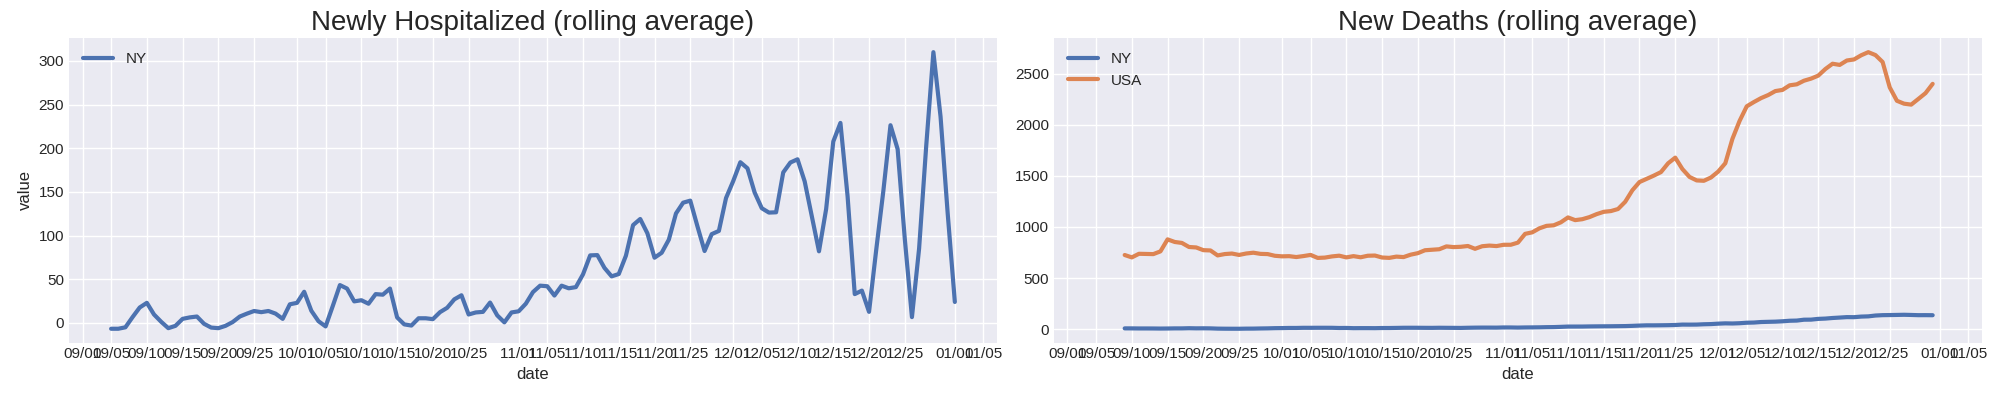 Newly Hospitalized (rolling average)
NY
300
250
200
150
100
50
0
value
09/01 09/05 09/10 09/15 09/20 09/25 10/01 10/05 10/10 10/15 10/20 10/25 11/01 11/05 11/10 11/15 11/20 11/25 12/01 12/05 12/10 12/15 12/20 12/25 01/01 01/05
date
New Deaths (rolling average)
NY
USA
2500
2000
1500
1000
500
0
09/01 09/05 09/10 09/15 09/20 09/25 10/01 10/05 10/10 10/15 10/20 10/25 11/01 11/05 11/10 11/15 11/20 11/25 12/01 12/05 12/10 12/15 12/20 12/25 01/01 01/05
date